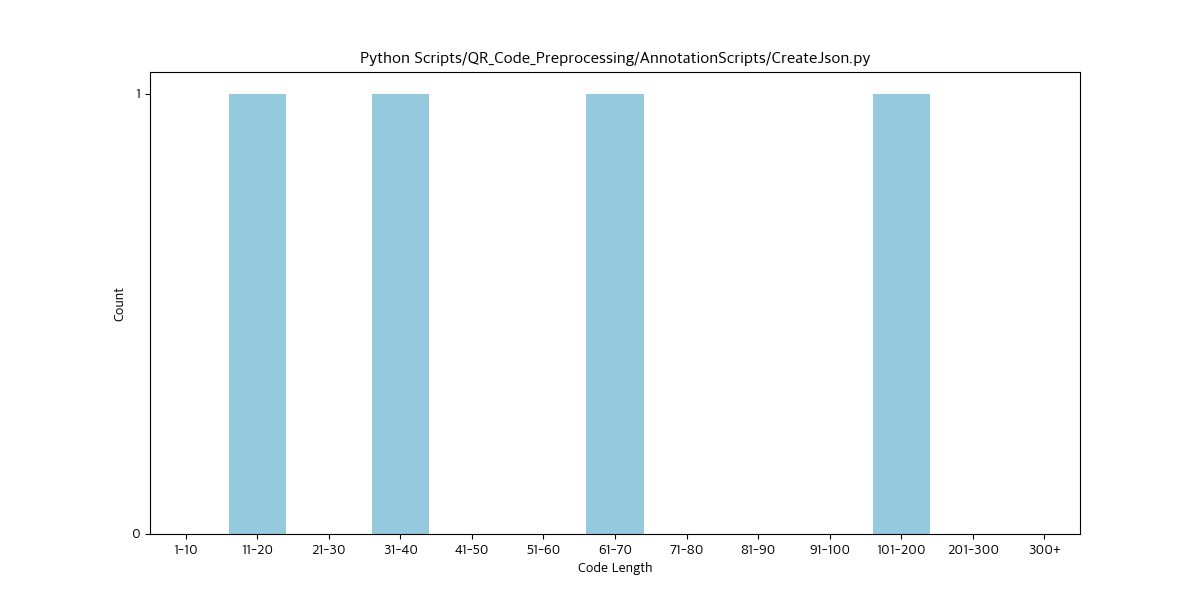 Python Scripts/QR_Code_Preprocessing/AnnotationScripts/CreateJson.py
1
Count
0
1-10 11-20 21-30 31-40 41-50 51-60 61-70 71-80 81-90 91-100 101-200 201-300 300+
Code Length